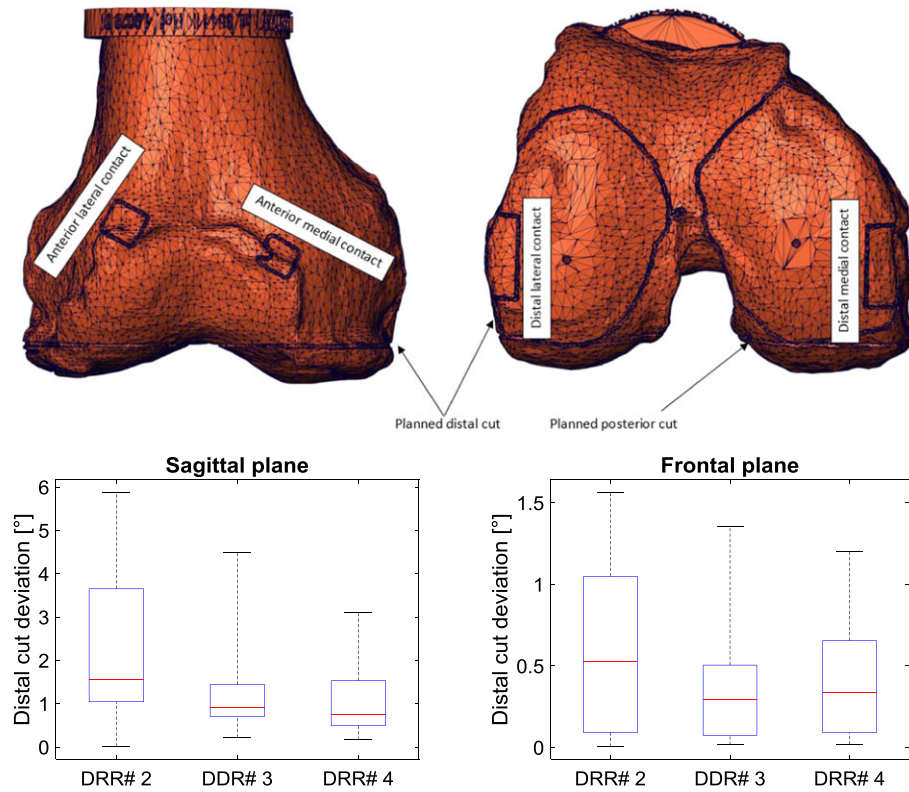 Anterior lateral contact
Anterior medial contact
Distal lateral contact
Distal medial contact
Planned distal cut
Planned posterior cut
Sagittal plane
Distal cut deviation [°]
6
5
4
3
2
1
0
DRR# 2
DDR# 3
DRR# 4
Frontal plane
Distal cut deviation [°]
1.5
1
0.5
0
DRR# 2
DDR# 3
DRR# 4